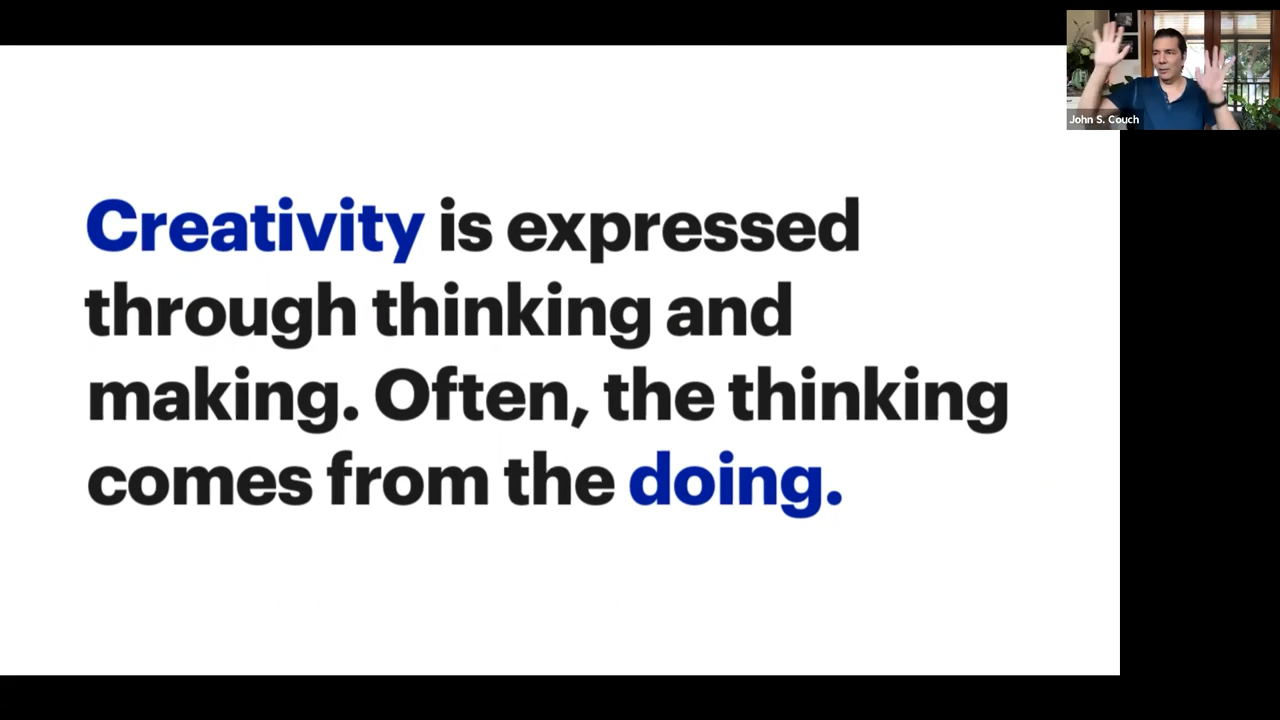 John S. Couch
Creativity is expressed
through thinking and
making. Often, the thinking
comes from the doing.